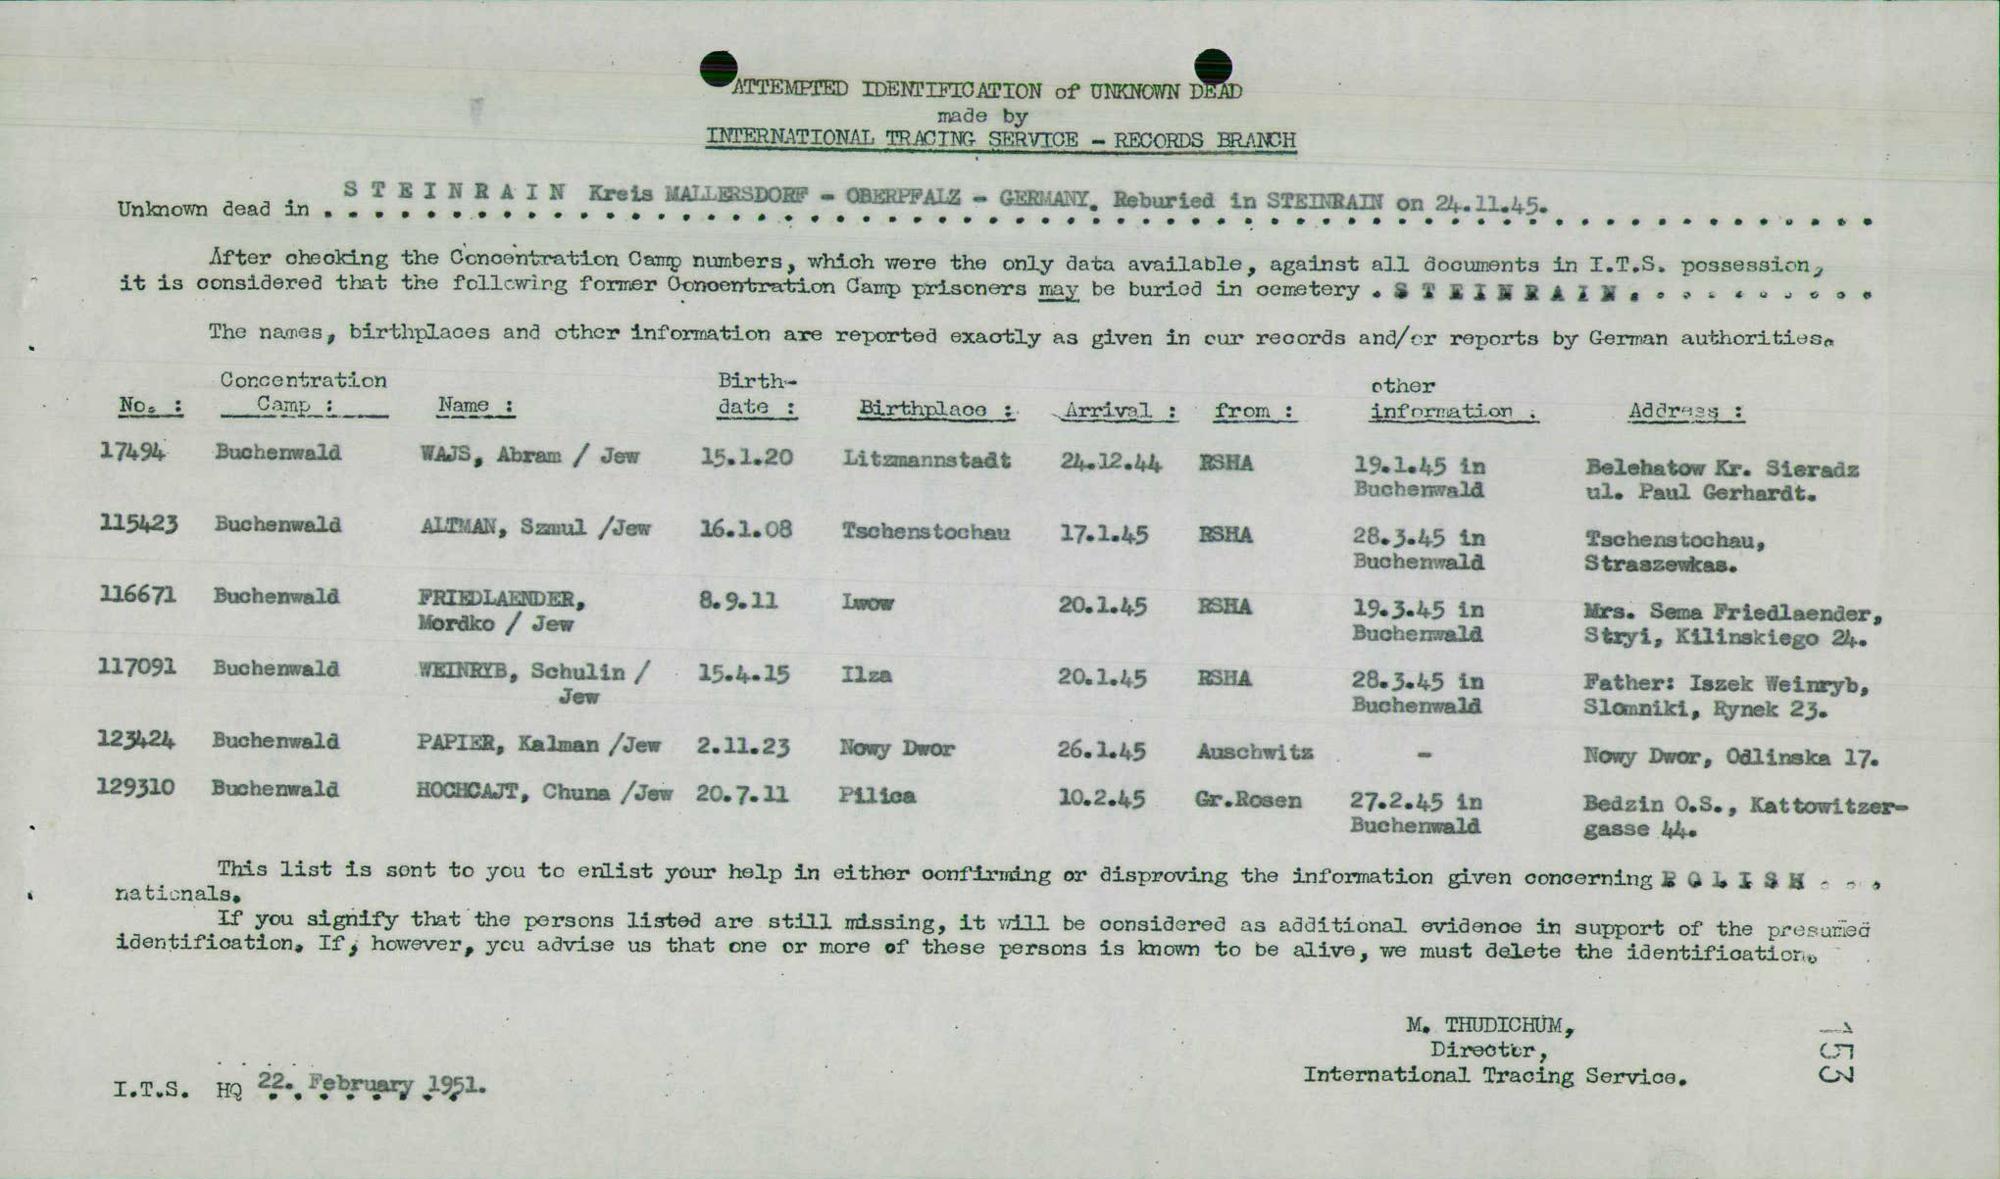 ATTEMPTED IDENTIFICATION of UNKNOWN DEAD
made by
INTERNATIONAL TRACING SERVICE - RECORDS BRANCH
Unknown dead in S T E I N R A I N Kreis MALLERSDORF - OBERPFALZ - GERMANY. Reburied in STEINRAIN on 24.11.45.
After checking the Concentration Camp numbers, which were the only data available, against all documents in I.T.S. possession,
it is considered that the following former Concentration Camp prisoners may be buried in cemetery . S T E I N R A I N . . . . . . . . . .
The names, birthplaces and other information are reported exactly as given in our records and/or reports by German authorities.
No. : Concentration Camp : Name : Birth-date : Birthplace : Arrival : from : other information : Address :
17494 Buchenwald WAJS, Abram / Jew 15.1.20 Litzmannstadt 24.12.44 RSHA 19.1.45 in Belehatow Kr. Sieradz
Buchenwald ul. Paul Gerhardt.
115423 Buchenwald ALTMAN, Szmul /Jew 16.1.08 Tschenstochau 17.1.45 RSHA 28.3.45 in Tschenstochau,
Buchenwald Straszewkas.
116671 Buchenwald FRIEDLAENDER, 8.9.11 Lwow 20.1.45 RSHA 19.3.45 in Mrs. Sema Friedlaender,
Mordko / Jew Buchenwald Stryi, Kilinskiego 24.
117091 Buchenwald WEINRYB, Schulin / 15.4.15 Ilza 20.1.45 RSHA 28.3.45 in Father: Iszek Weinryb,
Jew Buchenwald Slomniki, Rynek 23.
123424 Buchenwald PAPIER, Kalman /Jew 2.11.23 Nowy Dwor 26.1.45 Auschwitz - Nowy Dwor, Odlinska 17.
129310 Buchenwald HOCHCAJT, Chuna /Jew 20.7.11 Pilica 10.2.45 Gr.Rosen 27.2.45 in Bedzin O.S., Kattowitzer-
Buchenwald gasse 44.
This list is sent to you to enlist your help in either confirming or disproving the information given concerning P O L I S H . . .
nationals.
If you signify that the persons listed are still missing, it will be considered as additional evidence in support of the presumed
identification. If, however, you advise us that one or more of these persons is known to be alive, we must delete the identification.
M. THUDICHUM,
Director,
International Tracing Service.
I.T.S. HQ 22. February 1951.
153